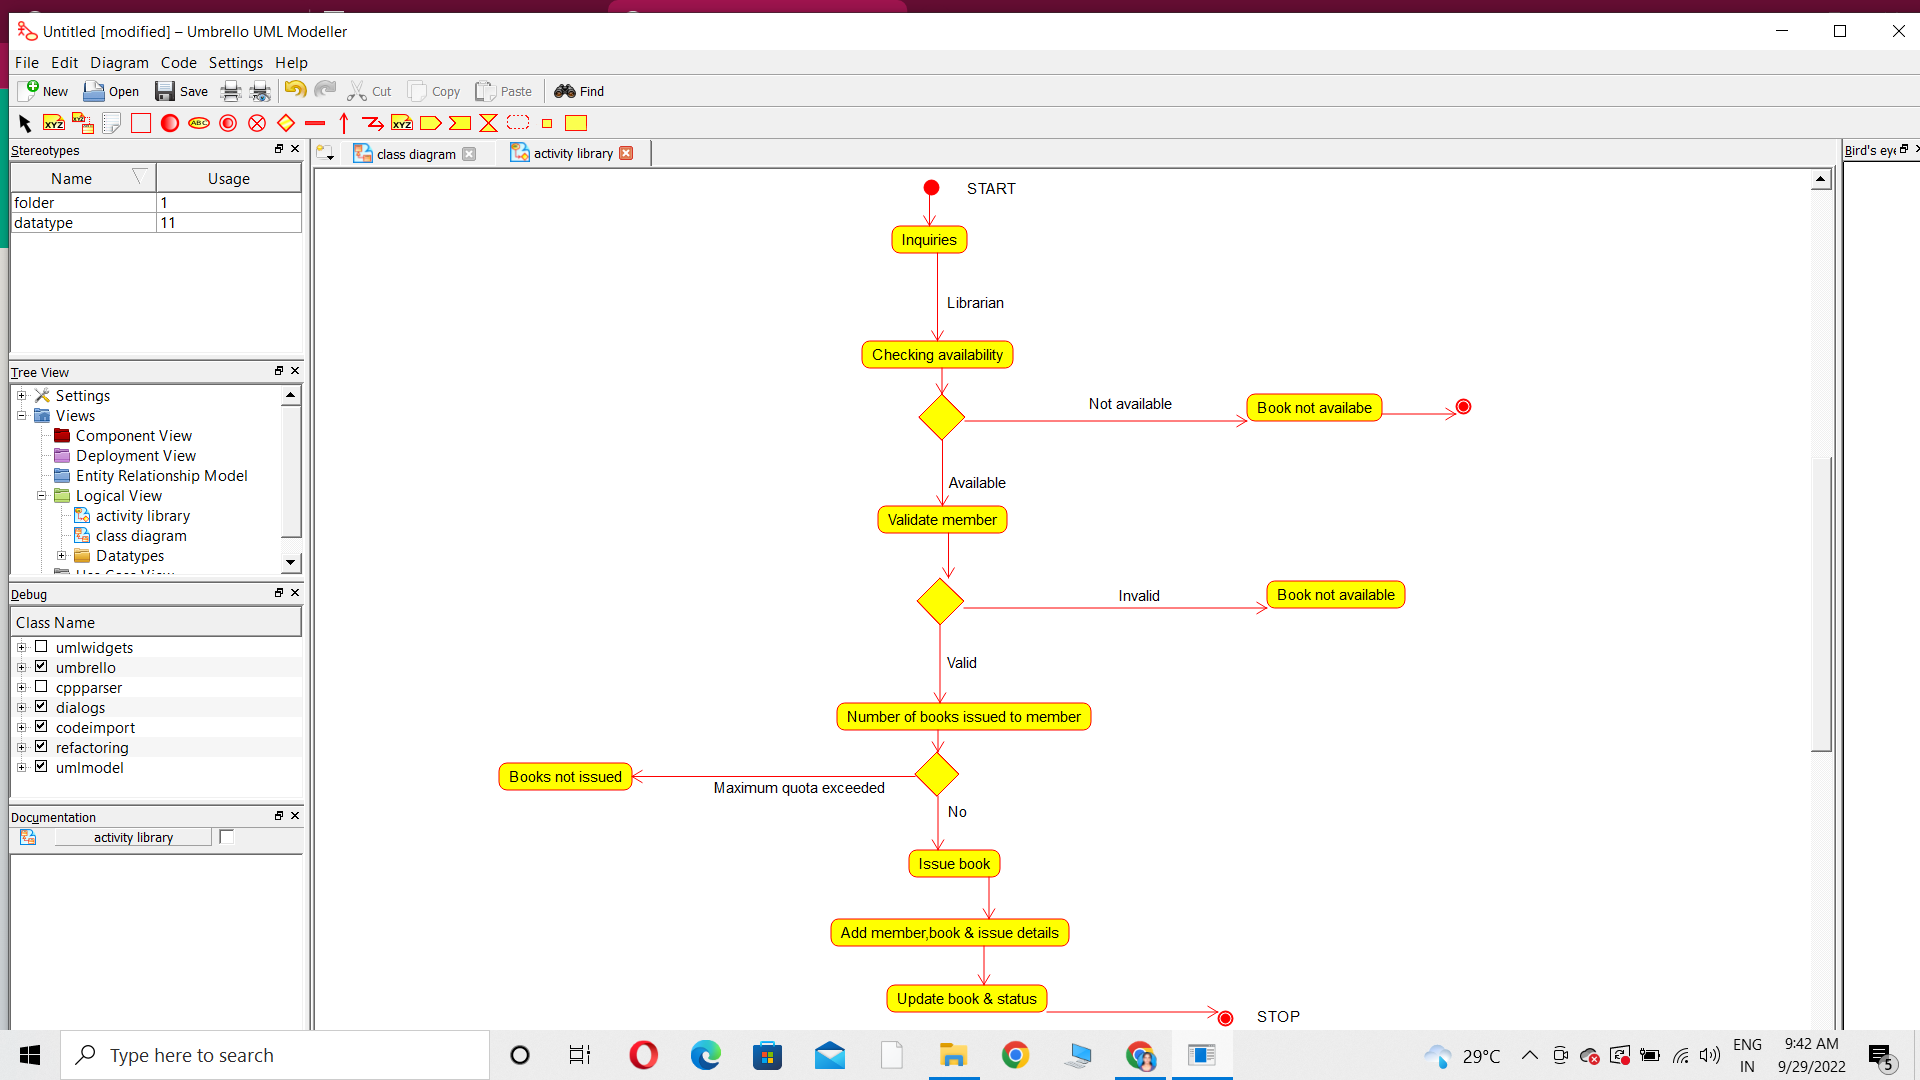 Untitled [modified] – Umbrello UML Modeller
File Edit Diagram Code Settings Help
New Open Save Cut Copy Paste Find
XYZ XYZ ABC XYZ
Stereotypes
Name Usage
folder 1
datatype 11
Tree View
Settings
Views
Component View
Deployment View
Entity Relationship Model
Logical View
activity library
class diagram
Datatypes
Debug
Class Name
umlwidgets
umbrello
cppparser
dialogs
codeimport
refactoring
umlmodel
Documentation
activity library
class diagram activity library
Bird's eye
START
Inquiries
Librarian
Checking availability
Not available
Book not availabe
Available
Validate member
Invalid
Book not available
Valid
Number of books issued to member
Books not issued
Maximum quota exceeded
No
Issue book
Add member,book & issue details
Update book & status
STOP
Type here to search
29°C
ENG
IN
9:42 AM
9/29/2022
5